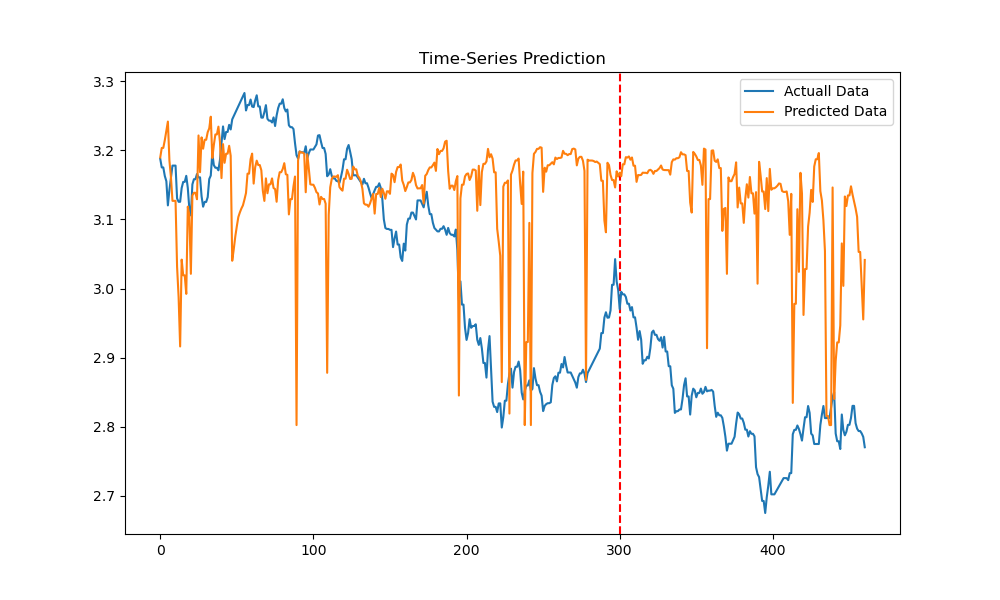 Time-Series Prediction
Actuall Data
Predicted Data
3.3
3.2
3.1
3.0
2.9
2.8
2.7
0 100 200 300 400